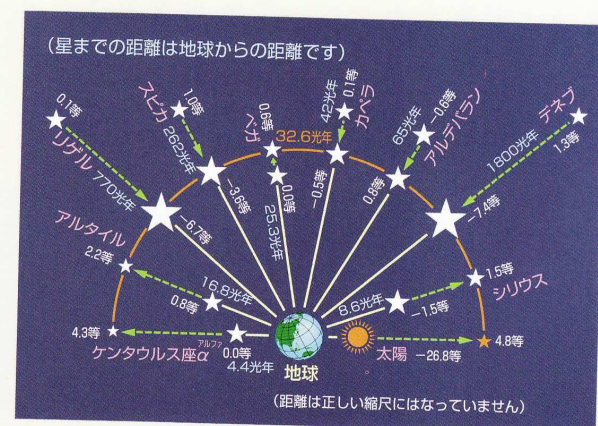 (星までの距離は地球からの距離です)
0.1等
リゲル 770光年
-6.7等
1.0等
スピカ 262光年
-3.6等
0.6等
ベガ
0.0等
25.3光年
32.6光年
42光年
0.1等
カペラ
-0.5等
65光年
-0.6等
アルデバラン
0.8等
デネブ
1800光年
1.3等
-7.4等
アルタイル
2.2等
16.8光年
0.8等
8.6光年
-1.5等
1.5等
シリウス
4.3等
ケンタウルス座α
アルファ
0.0等
4.4光年
地球
太陽 -26.8等
4.8等
(距離は正しい縮尺にはなっていません)